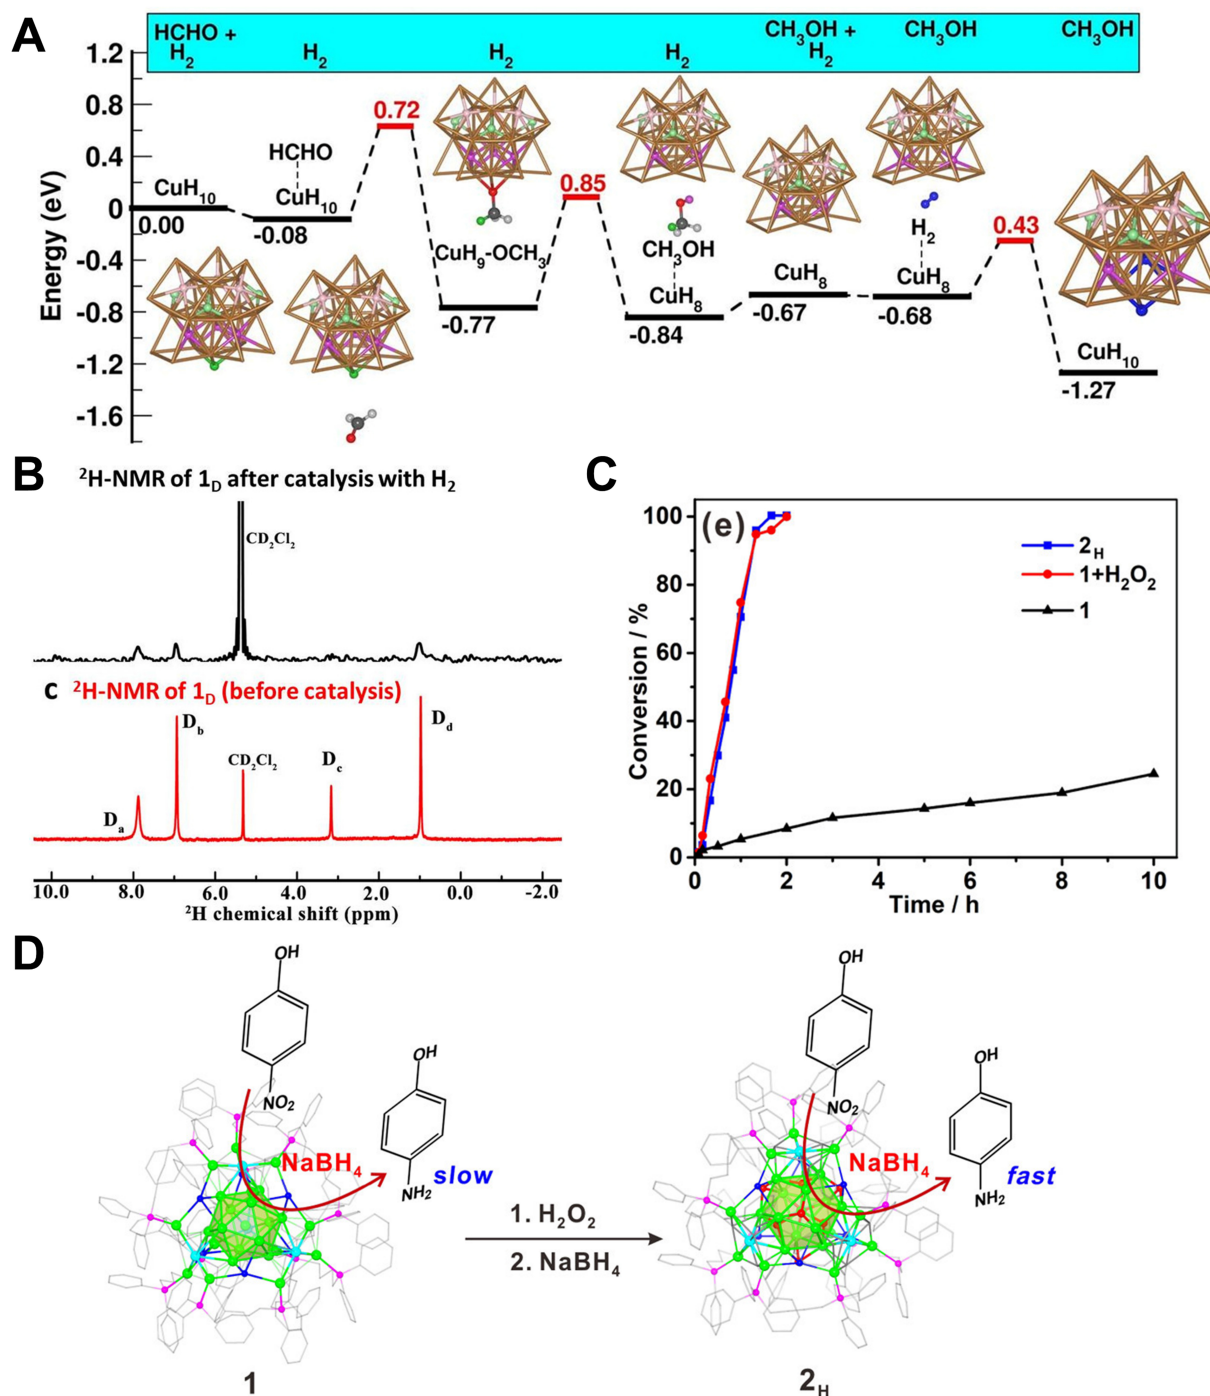 A
HCHO +
H2
H2
H2
H2
CH3OH +
H2
CH3OH
CH3OH
1.2
0.8
0.4
0
-0.4
-0.8
-1.2
-1.6
Energy (eV)
CuH10
0.00
HCHO
CuH10
-0.08
0.72
CuH9-OCH3
-0.77
0.85
CH3OH
CuH8
-0.84
CuH8
-0.67
H2
CuH8
-0.68
0.43
CuH10
-1.27
B
2H-NMR of 1D after catalysis with H2
CD2Cl2
c 2H-NMR of 1D (before catalysis)
Da
Db
CD2Cl2
Dc
Dd
10.0 8.0 6.0 4.0 2.0 0.0 -2.0
2H chemical shift (ppm)
C
(e)
2H
1+H2O2
1
100
80
60
40
20
0
Conversion / %
0 2 4 6 8 10
Time / h
D
OH
NO2
OH
NH2
NaBH4
slow
1
1. H2O2
2. NaBH4
OH
NO2
OH
NH2
NaBH4
fast
2H